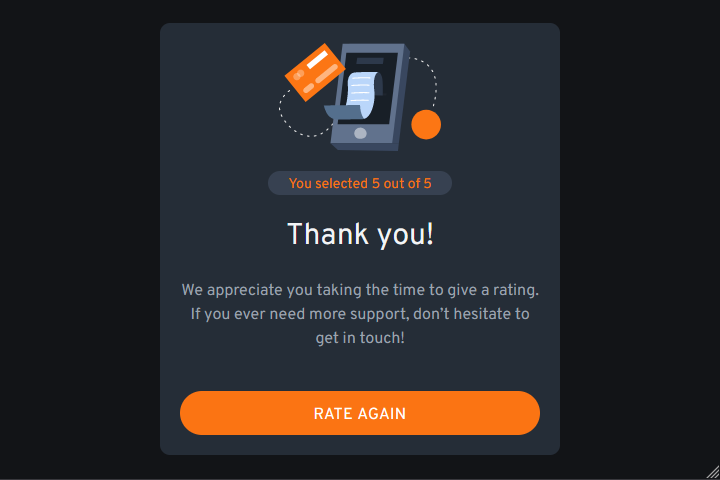 You selected 5 out of 5
Thank you!
We appreciate you taking the time to give a rating.
If you ever need more support, don’t hesitate to
get in touch!
RATE AGAIN